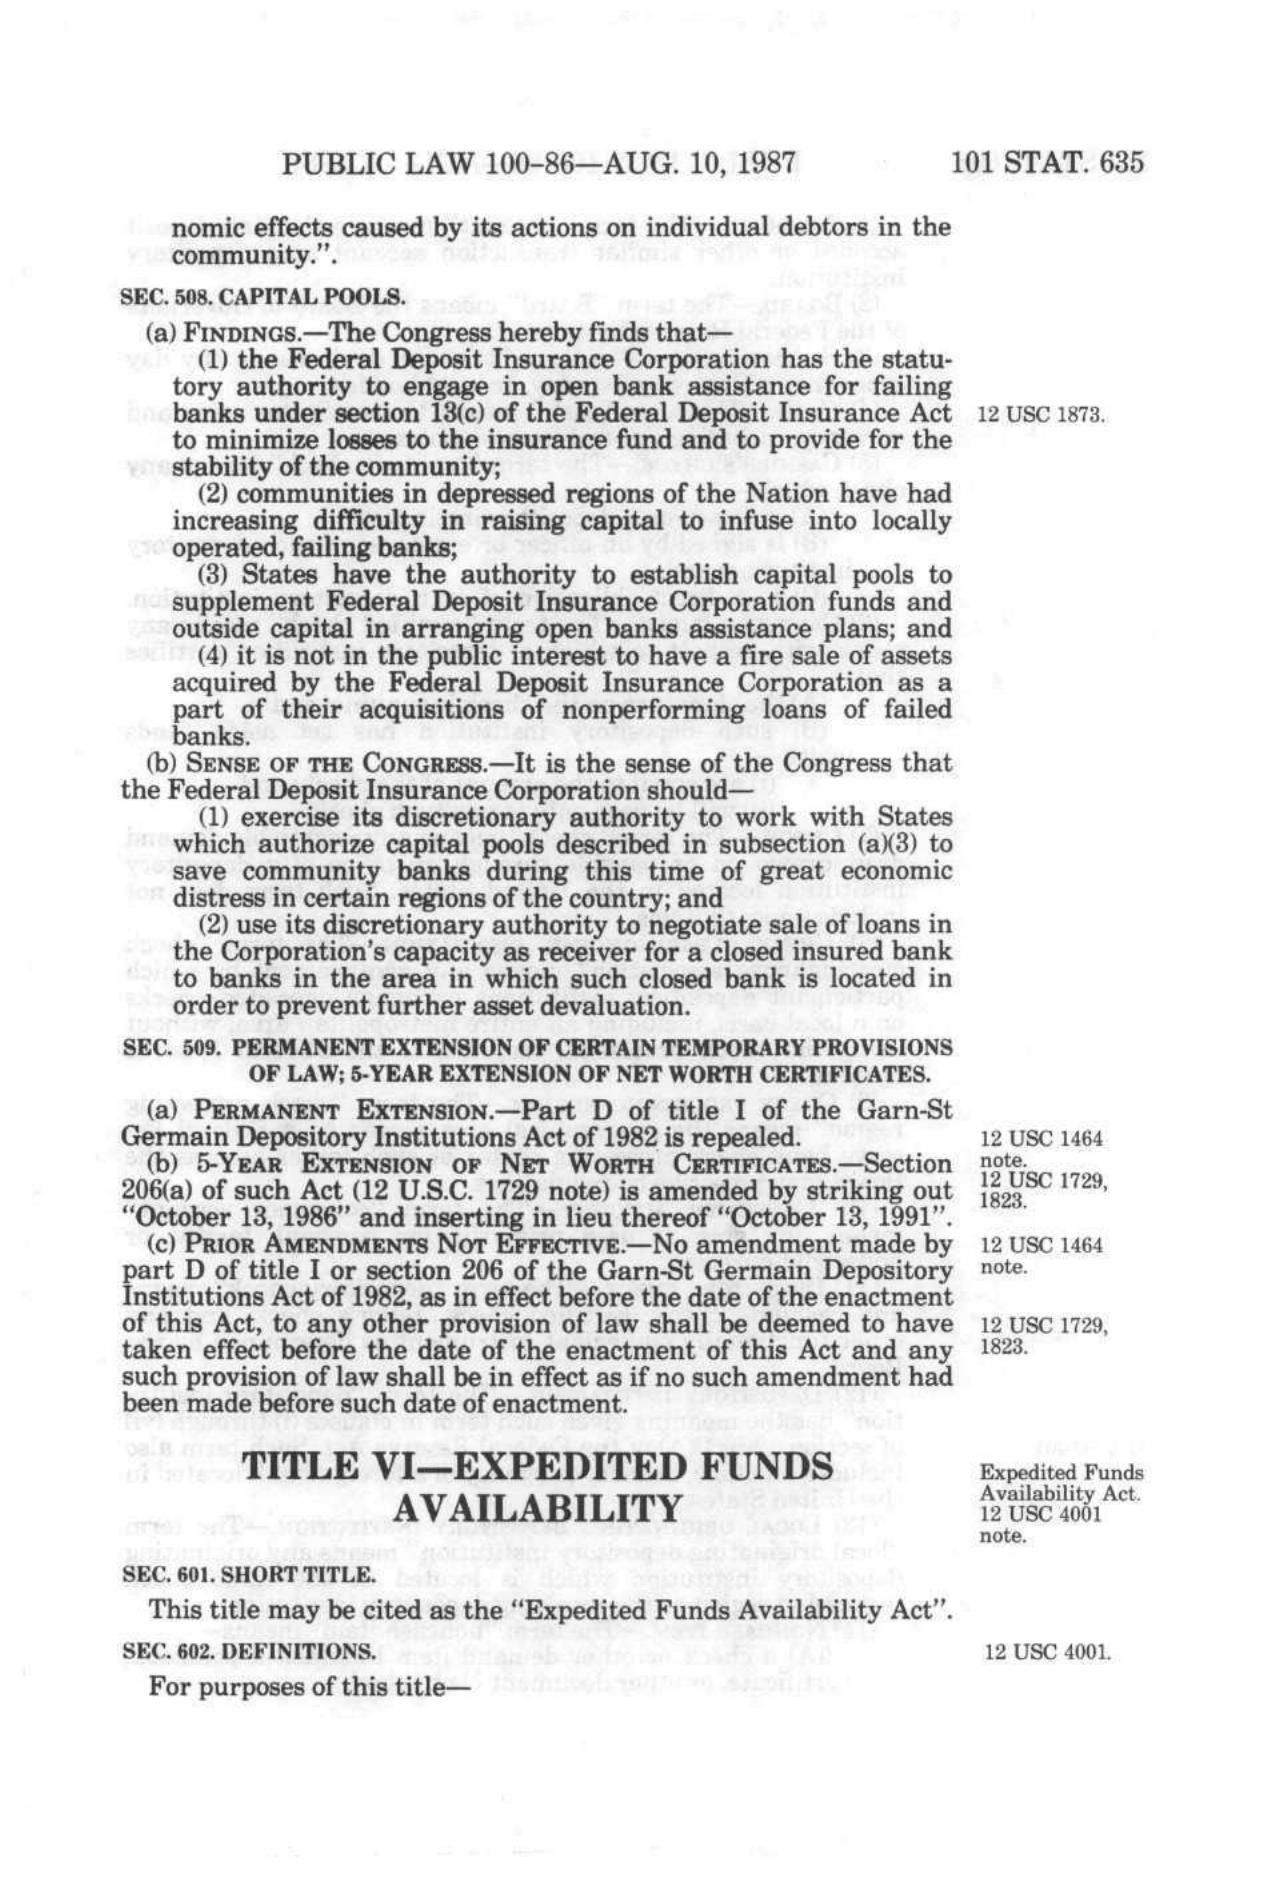 PUBLIC LAW 100–86—AUG. 10, 1987 101 STAT. 635
nomic effects caused by its actions on individual debtors in the
community.”.
SEC. 508. CAPITAL POOLS.
(a) FINDINGS.—The Congress hereby finds that—
(1) the Federal Deposit Insurance Corporation has the statu-
tory authority to engage in open bank assistance for failing
banks under section 13(c) of the Federal Deposit Insurance Act 12 USC 1873.
to minimize losses to the insurance fund and to provide for the
stability of the community;
(2) communities in depressed regions of the Nation have had
increasing difficulty in raising capital to infuse into locally
operated, failing banks;
(3) States have the authority to establish capital pools to
supplement Federal Deposit Insurance Corporation funds and
outside capital in arranging open banks assistance plans; and
(4) it is not in the public interest to have a fire sale of assets
acquired by the Federal Deposit Insurance Corporation as a
part of their acquisitions of nonperforming loans of failed
banks.
(b) SENSE OF THE CONGRESS.—It is the sense of the Congress that
the Federal Deposit Insurance Corporation should—
(1) exercise its discretionary authority to work with States
which authorize capital pools described in subsection (a)(3) to
save community banks during this time of great economic
distress in certain regions of the country; and
(2) use its discretionary authority to negotiate sale of loans in
the Corporation's capacity as receiver for a closed insured bank
to banks in the area in which such closed bank is located in
order to prevent further asset devaluation.
SEC. 509. PERMANENT EXTENSION OF CERTAIN TEMPORARY PROVISIONS
OF LAW; 5-YEAR EXTENSION OF NET WORTH CERTIFICATES.
(a) PERMANENT EXTENSION.—Part D of title I of the Garn-St
Germain Depository Institutions Act of 1982 is repealed. 12 USC 1464
note.
(b) 5-YEAR EXTENSION OF NET WORTH CERTIFICATES.—Section
206(a) of such Act (12 U.S.C. 1729 note) is amended by striking out 12 USC 1729,
1823.
“October 13, 1986” and inserting in lieu thereof “October 13, 1991”.
(c) PRIOR AMENDMENTS NOT EFFECTIVE.—No amendment made by 12 USC 1464
part D of title I or section 206 of the Garn-St Germain Depository note.
Institutions Act of 1982, as in effect before the date of the enactment
of this Act, to any other provision of law shall be deemed to have 12 USC 1729,
taken effect before the date of the enactment of this Act and any 1823.
such provision of law shall be in effect as if no such amendment had
been made before such date of enactment.
TITLE VI—EXPEDITED FUNDS
AVAILABILITY
Expedited Funds
Availability Act.
12 USC 4001
note.
SEC. 601. SHORT TITLE.
This title may be cited as the “Expedited Funds Availability Act”.
SEC. 602. DEFINITIONS. 12 USC 4001.
For purposes of this title—